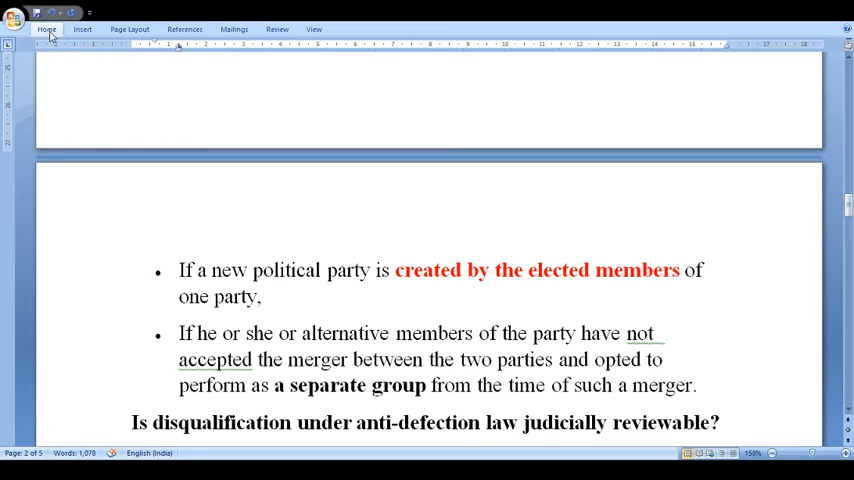 Home Insert Page Layout References Mailings Review View
• If a new political party is created by the elected members of
one party,
• If he or she or alternative members of the party have not
accepted the merger between the two parties and opted to
perform as a separate group from the time of such a merger.
Is disqualification under anti-defection law judicially reviewable?
Page: 2 of 5 Words: 1,078 English (India) 158%